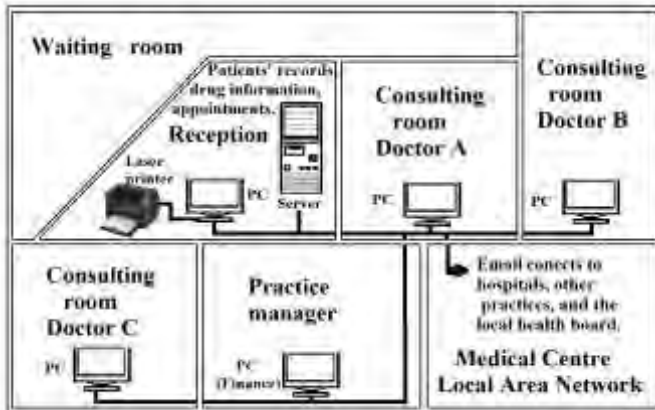 Waiting room
Patients' records,
drug information,
appointments.
Reception
Laser
printer
PC
Server
Consulting
room
Doctor A
PC
Consulting
room
Doctor B
PC
Consulting
room
Doctor C
PC
Practice
manager
PC
(Finance)
Email conects to
hospitals, other
practices, and the
local health board.
Medical Centre
Local Area Network